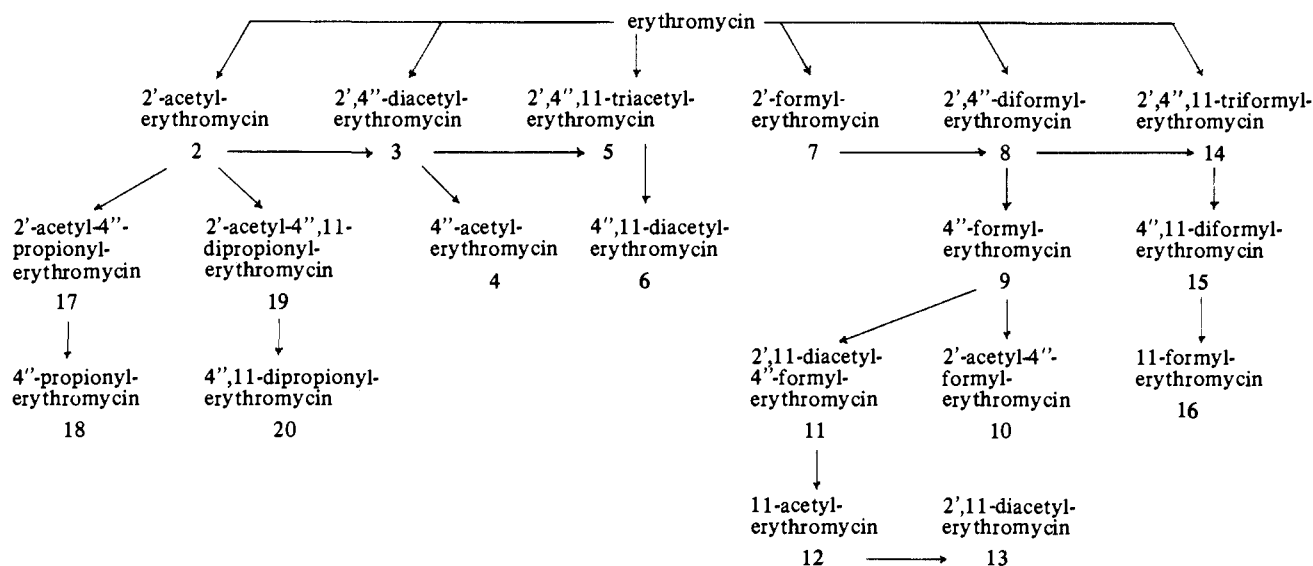 erythromycin
2'-acetyl-
erythromycin
2
2',4''-diacetyl-
erythromycin
3
2',4'',11-triacetyl-
erythromycin
5
2'-formyl-
erythromycin
7
2',4''-diformyl-
erythromycin
8
2',4'',11-triformyl-
erythromycin
14
2'-acetyl-4''-
propionyl-
erythromycin
17
2'-acetyl-4'',11-
dipropionyl-
erythromycin
19
4''-acetyl-
erythromycin
4
4'',11-diacetyl-
erythromycin
6
4''-formyl-
erythromycin
9
4'',11-diformyl-
erythromycin
15
4''-propionyl-
erythromycin
18
4'',11-dipropionyl-
erythromycin
20
2',11-diacetyl-
4''-formyl-
erythromycin
11
2'-acetyl-4''-
formyl-
erythromycin
10
11-formyl-
erythromycin
16
11-acetyl-
erythromycin
12
2',11-diacetyl-
erythromycin
13